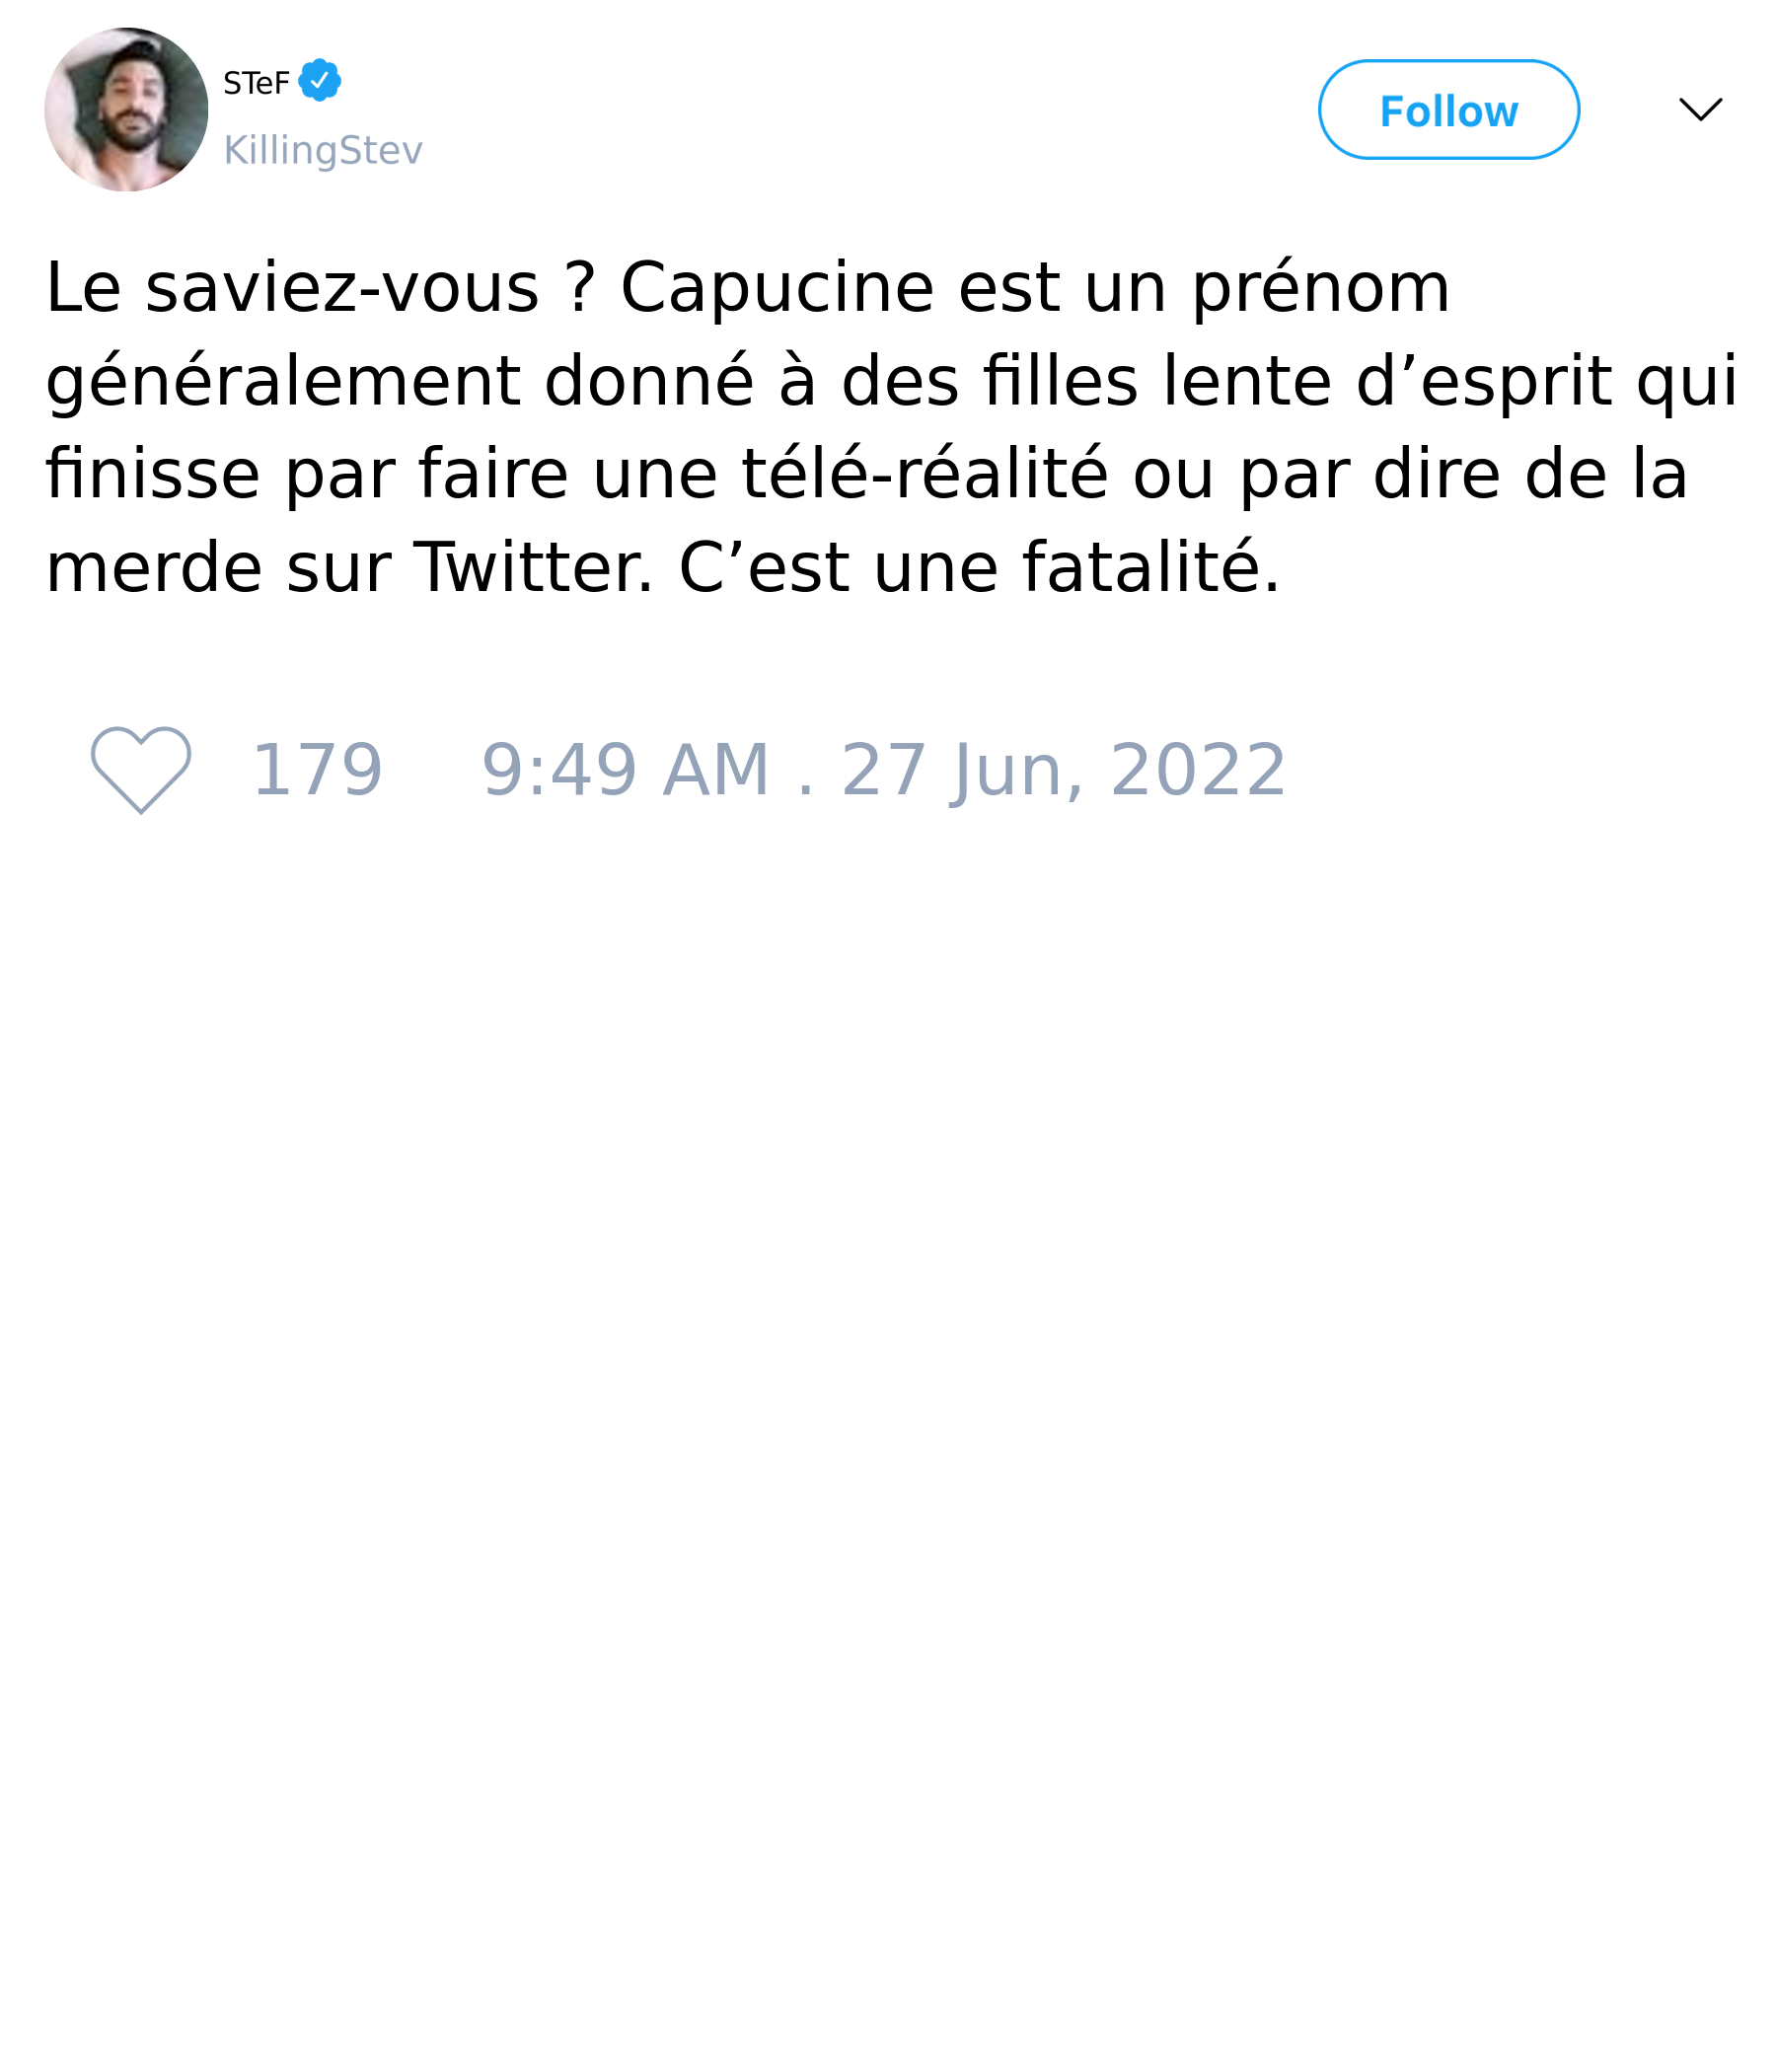 STeF
KillingStev
Follow
Le saviez-vous ? Capucine est un prénom
généralement donné à des filles lente d’esprit qui
finisse par faire une télé-réalité ou par dire de la
merde sur Twitter. C’est une fatalité.
179 9:49 AM . 27 Jun, 2022